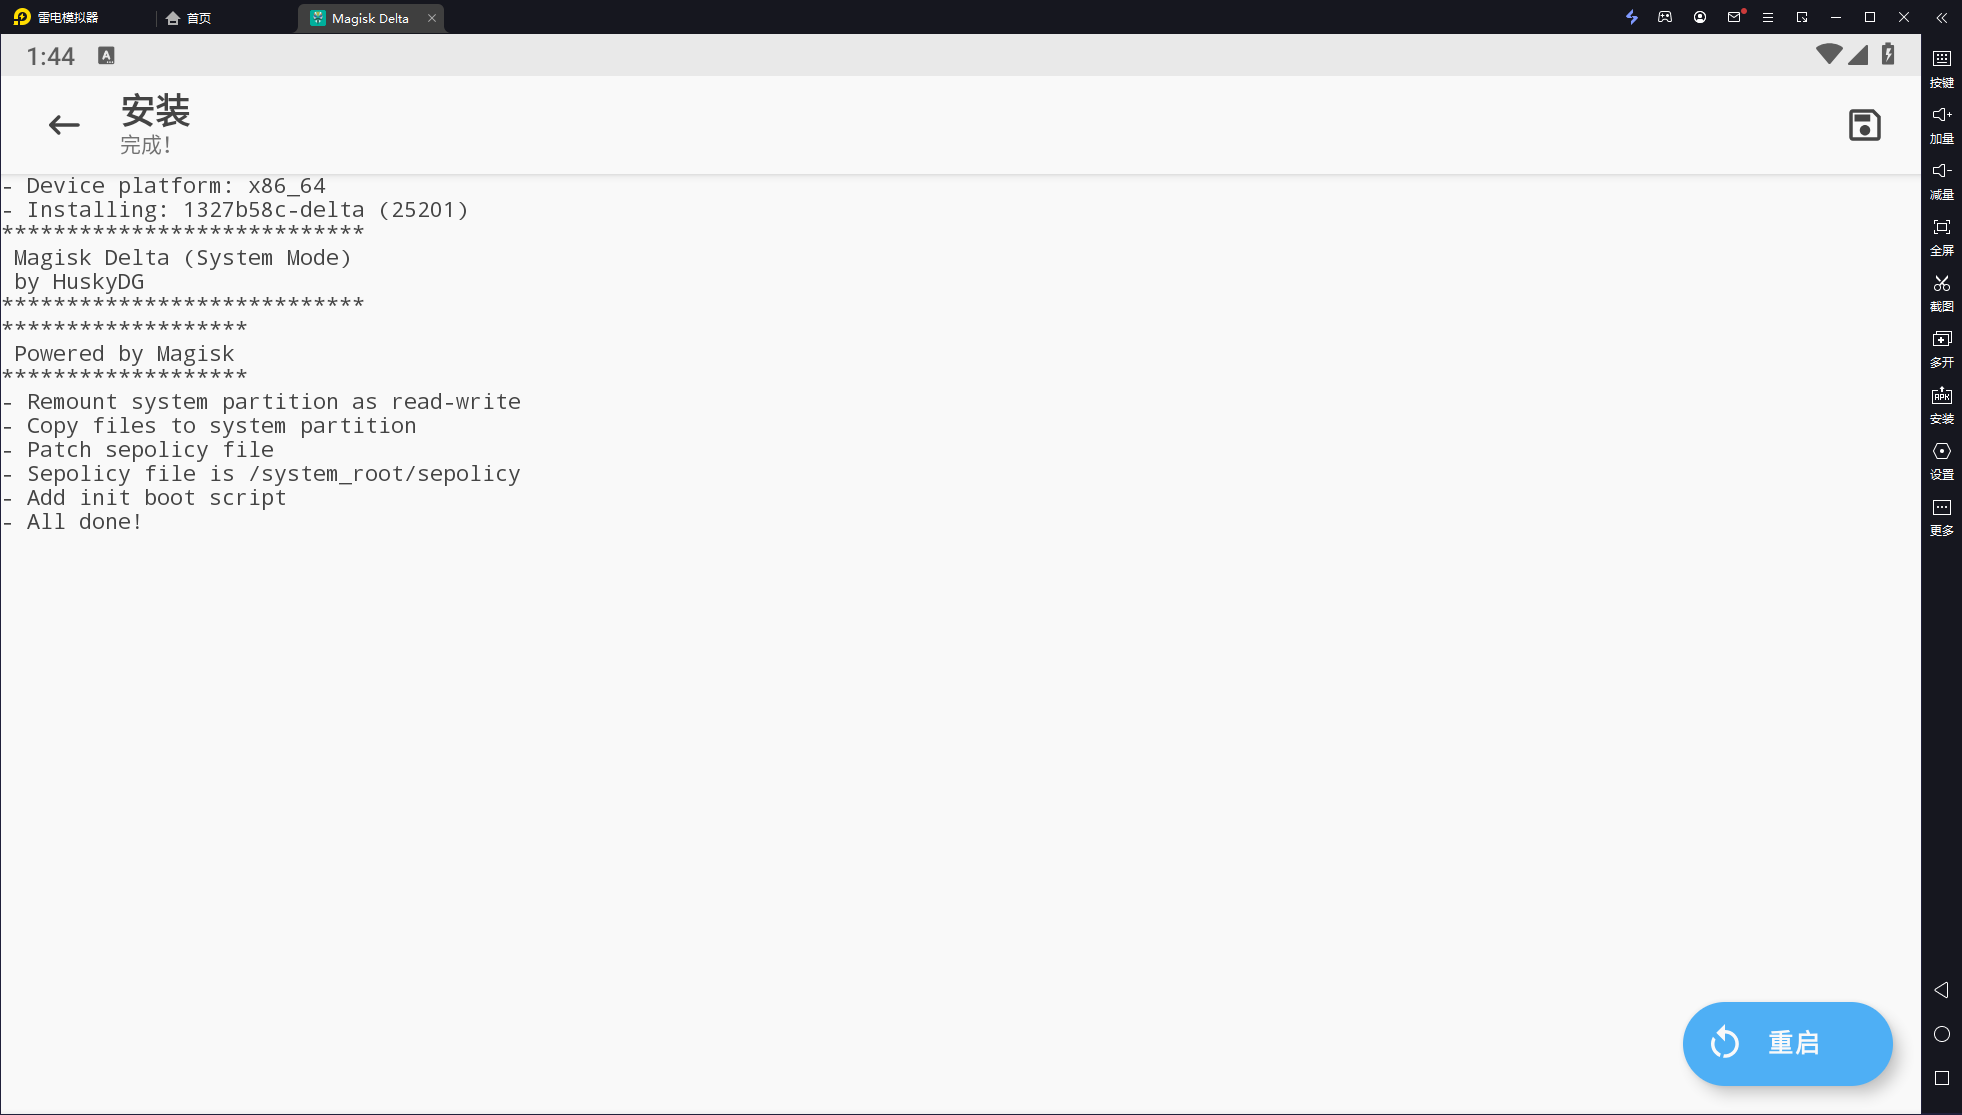 雷电模拟器
首页
Magisk Delta
1:44
A
安装
完成！
- Device platform: x86_64
- Installing: 1327b58c-delta (25201)
****************************
Magisk Delta (System Mode)
by HuskyDG
****************************
*******************
Powered by Magisk
*******************
- Remount system partition as read-write
- Copy files to system partition
- Patch sepolicy file
- Sepolicy file is /system_root/sepolicy
- Add init boot script
- All done!
重启
按键
加量
减量
全屏
截图
多开
APK
安装
设置
更多